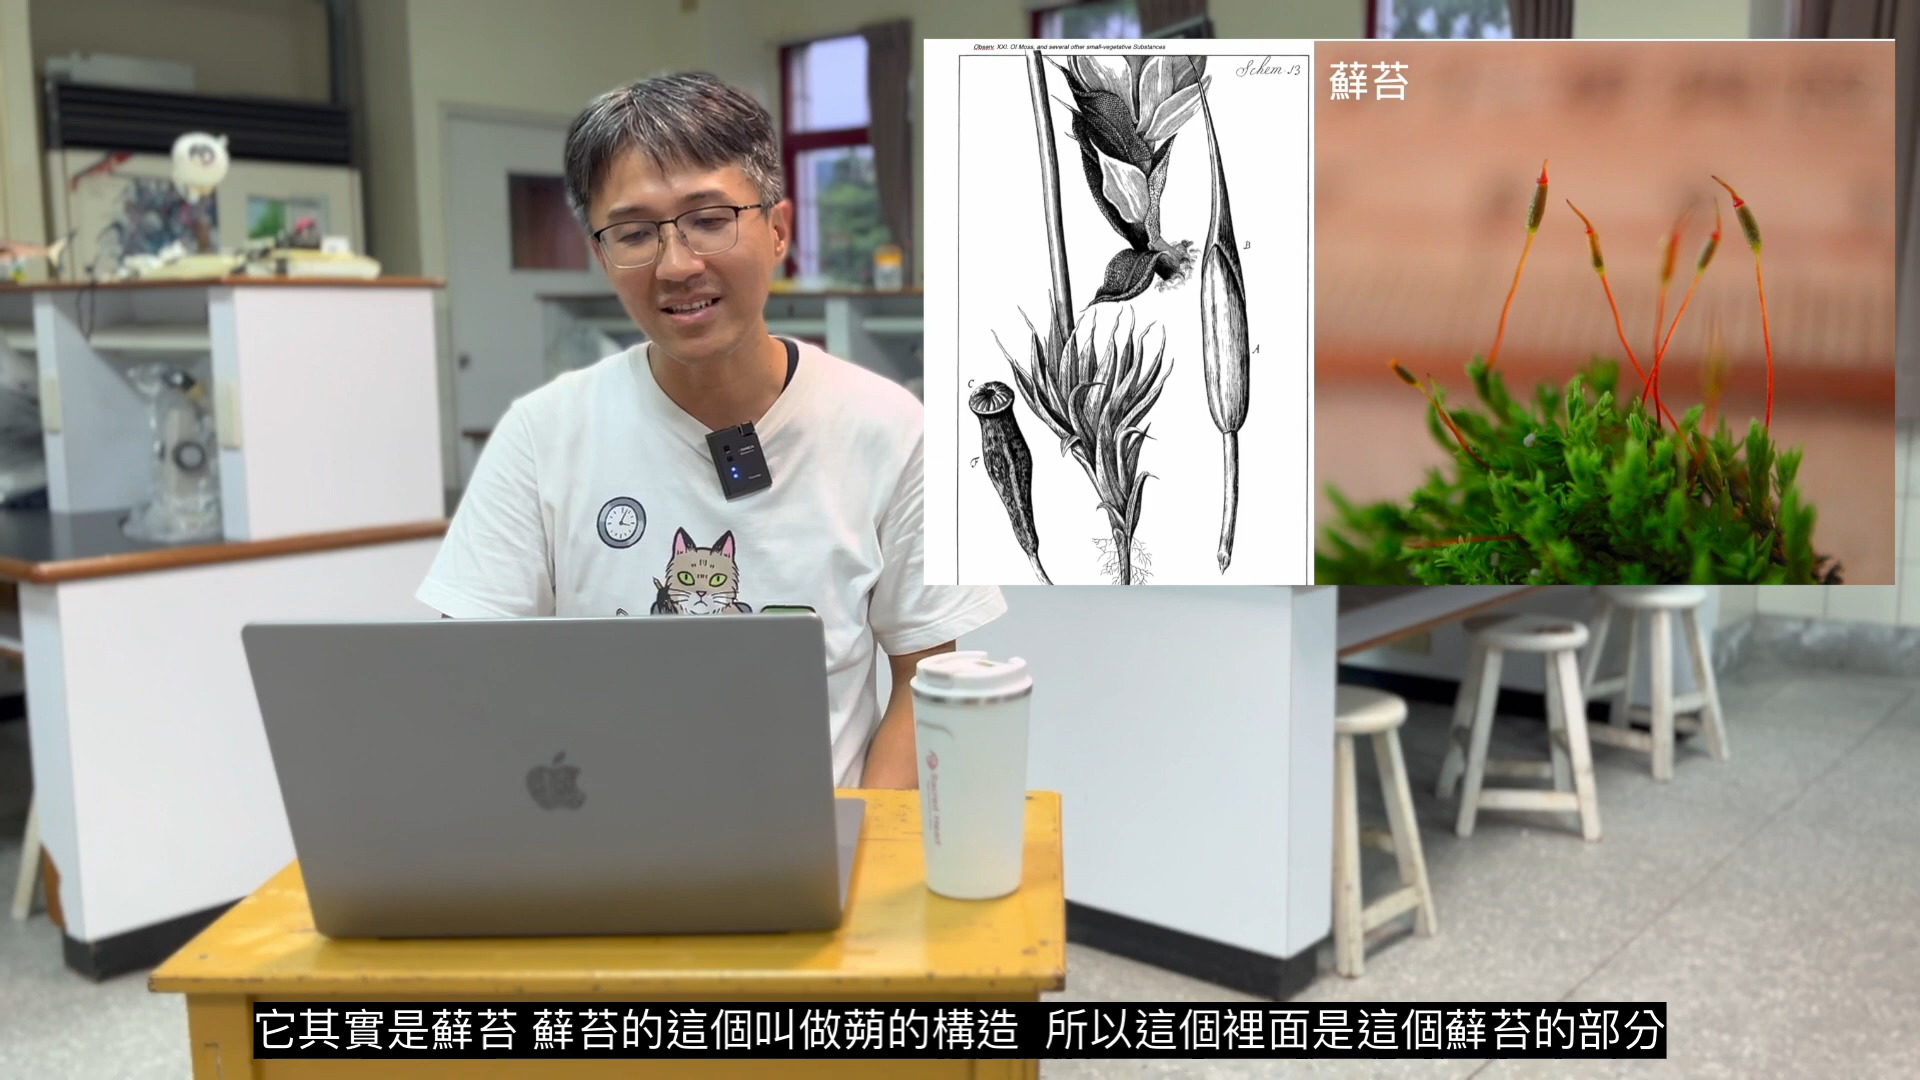 Observ. XXI. Of Moss, and several other small-vegetative Substances
Schem. 13
蘚苔
B
A
C
F
Sacred Heart
它其實是蘚苔 蘚苔的這個叫做蒴的構造 所以這個裡面是這個蘚苔的部分